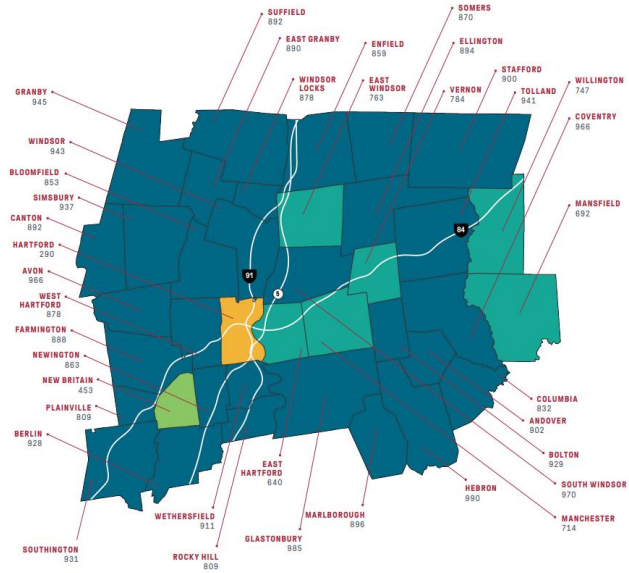 SUFFIELD
892
EAST GRANBY
890
ENFIELD
859
SOMERS
870
ELLINGTON
894
STAFFORD
900
WILLINGTON
747
GRANBY
945
WINDSOR
LOCKS
878
EAST
WINDSOR
763
VERNON
784
TOLLAND
941
COVENTRY
966
WINDSOR
943
BLOOMFIELD
853
SIMSBURY
937
CANTON
892
HARTFORD
290
AVON
966
WEST
HARTFORD
878
FARMINGTON
888
NEWINGTON
863
NEW BRITAIN
453
PLAINVILLE
809
BERLIN
928
SOUTHINGTON
931
MANSFIELD
692
84
91
5
COLUMBIA
832
ANDOVER
902
BOLTON
929
SOUTH WINDSOR
970
MANCHESTER
714
HEBRON
990
MARLBOROUGH
896
EAST
HARTFORD
640
GLASTONBURY
985
WETHERSFIELD
911
ROCKY HILL
809